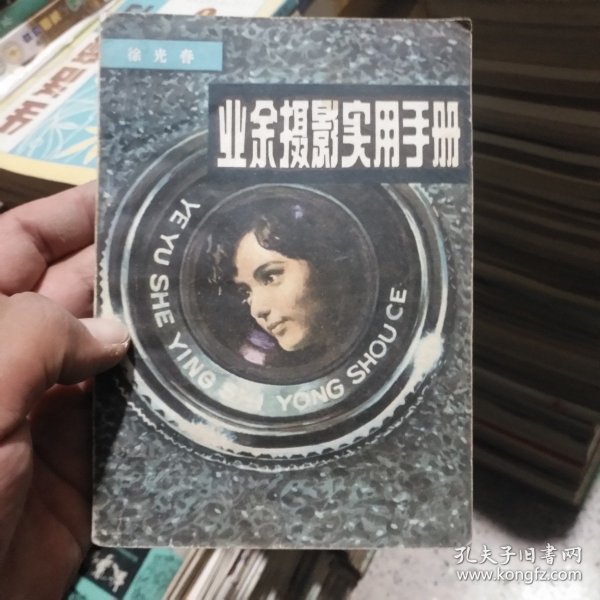 徐光春
业余摄影实用手册
YE YU SHE YING SHI YONG SHOU CE
孔夫子旧书网
www.kongfz.com